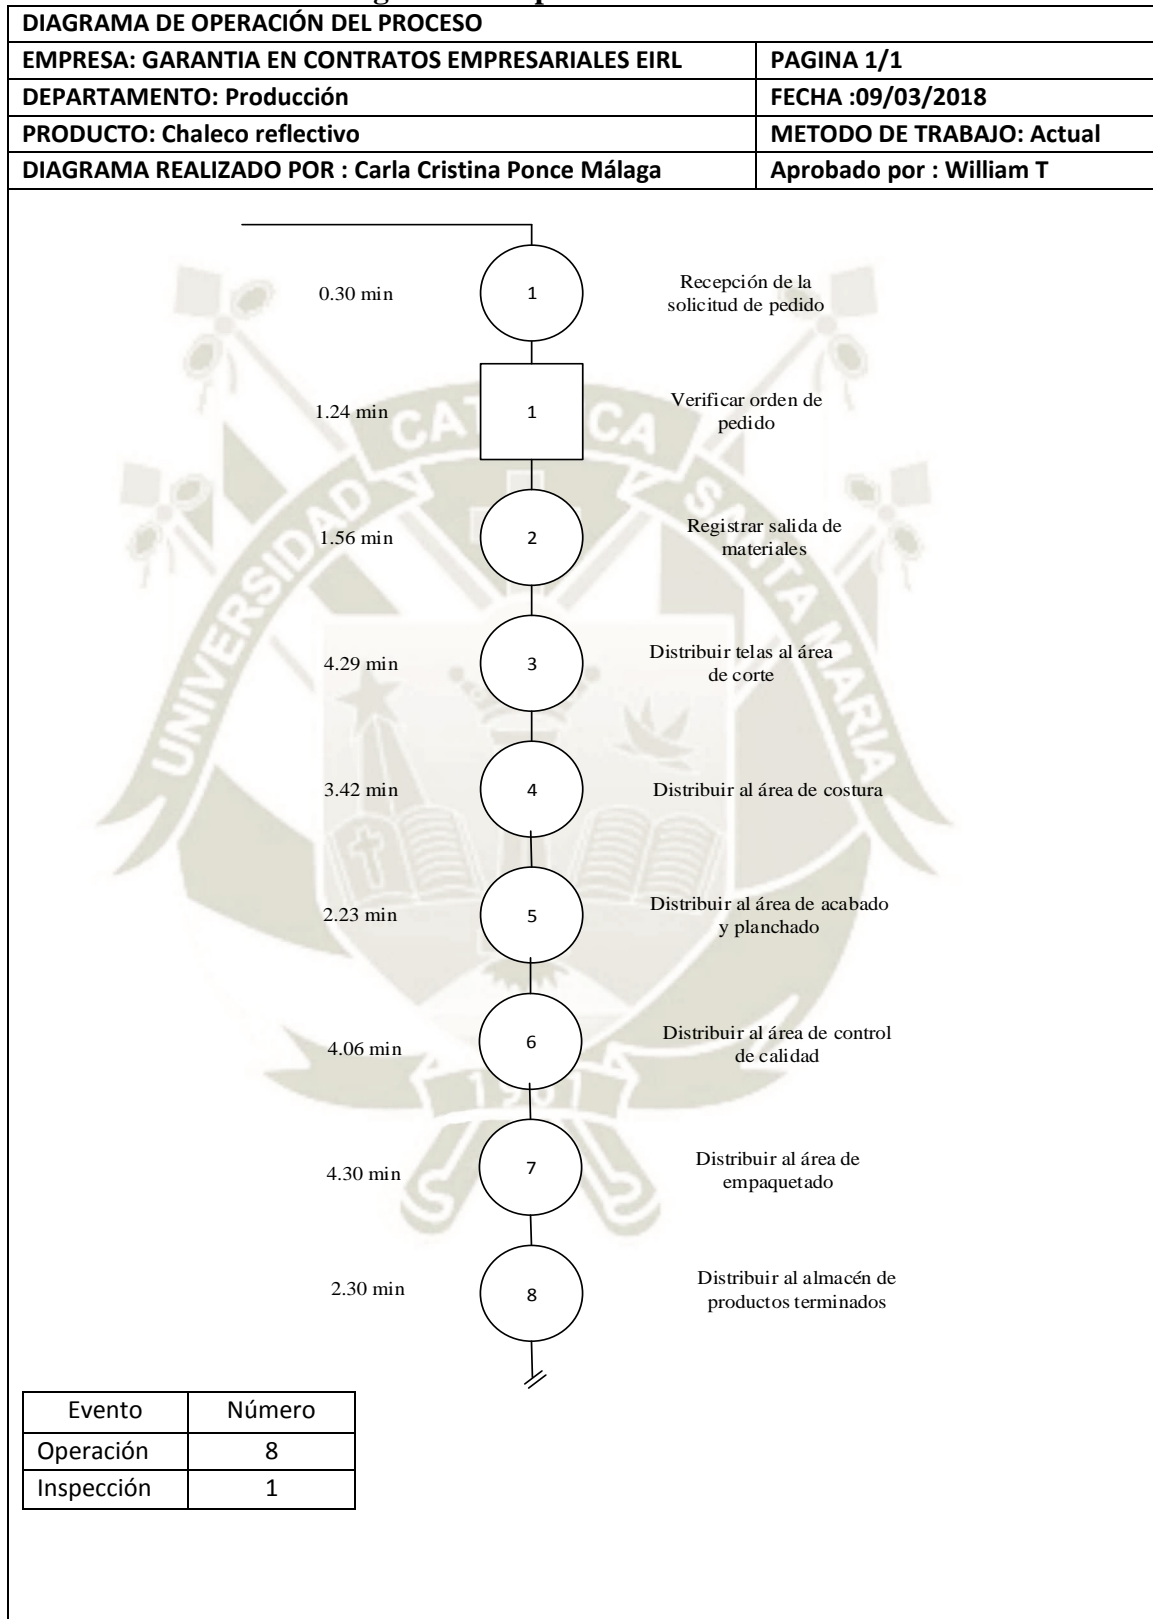 DIAGRAMA DE OPERACIÓN DEL PROCESO
EMPRESA: GARANTIA EN CONTRATOS EMPRESARIALES EIRL
PAGINA 1/1
DEPARTAMENTO: Producción
FECHA :09/03/2018
PRODUCTO: Chaleco reflectivo
METODO DE TRABAJO: Actual
DIAGRAMA REALIZADO POR : Carla Cristina Ponce Málaga
Aprobado por : William T
0.30 min
1
Recepción de la
solicitud de pedido
1.24 min
1
Verificar orden de
pedido
1.56 min
2
Registrar salida de
materiales
4.29 min
3
Distribuir telas al área
de corte
3.42 min
4
Distribuir al área de costura
2.23 min
5
Distribuir al área de acabado
y planchado
4.06 min
6
Distribuir al área de control
de calidad
4.30 min
7
Distribuir al área de
empaquetado
2.30 min
8
Distribuir al almacén de
productos terminados
UNIVERSIDAD CATÓLICA SANTA MARIA
1961
Evento Número
Operación 8
Inspección 1